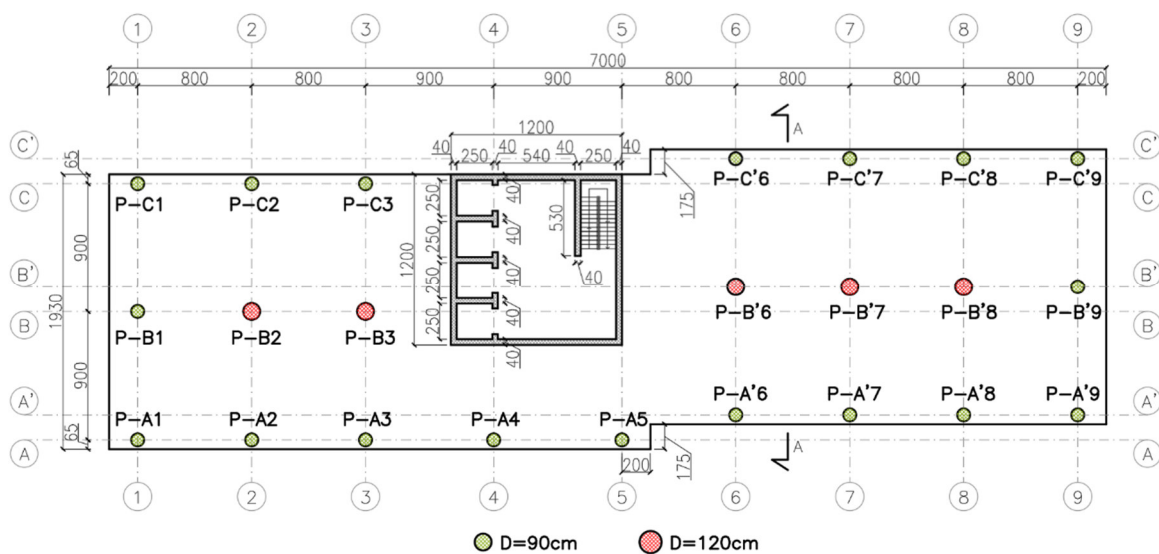 1 2 3 4 5 6 7 8 9
7000
200 800 800 900 900 800 800 800 800 200
A
1200
40 40 40 40
250 540 250
C' C'
65
P-C'6 P-C'7 P-C'8 P-C'9
C C
P-C1 P-C2 P-C3
40
175
250 530
40
900 250 1200
B' 40 40 B'
P-B'6 P-B'7 P-B'8 P-B'9
1930 250
B B
P-B1 P-B2 P-B3
40
250
40
900
P-A'6 P-A'7 P-A'8 P-A'9
A' A'
P-A1 P-A2 P-A3 P-A4 P-A5
65
A A
A
200 175
1 2 3 4 5 6 7 8 9
D=90cm D=120cm